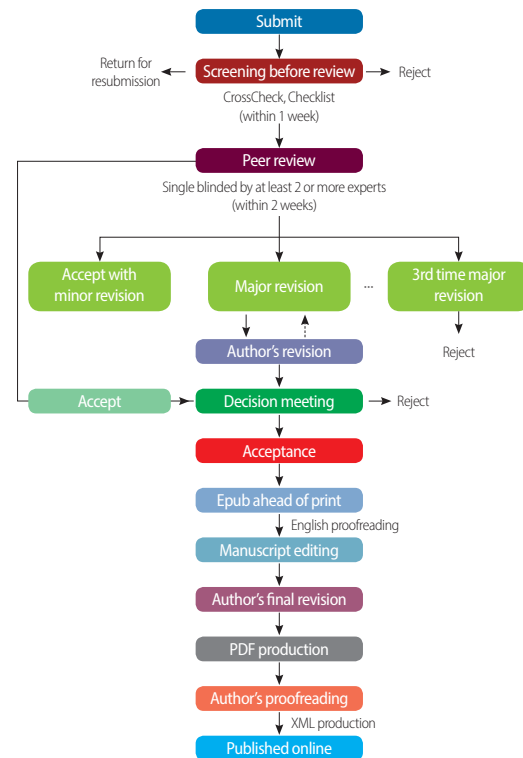 Submit
Return for
resubmission
Screening before review
Reject
CrossCheck, Checklist
(within 1 week)
Peer review
Single blinded by at least 2 or more experts
(within 2 weeks)
Accept with
minor revision
Major revision
...
3rd time major
revision
Author's revision
Reject
Accept
Decision meeting
Reject
Acceptance
Epub ahead of print
English proofreading
Manuscript editing
Author's final revision
PDF production
Author's proofreading
XML production
Published online